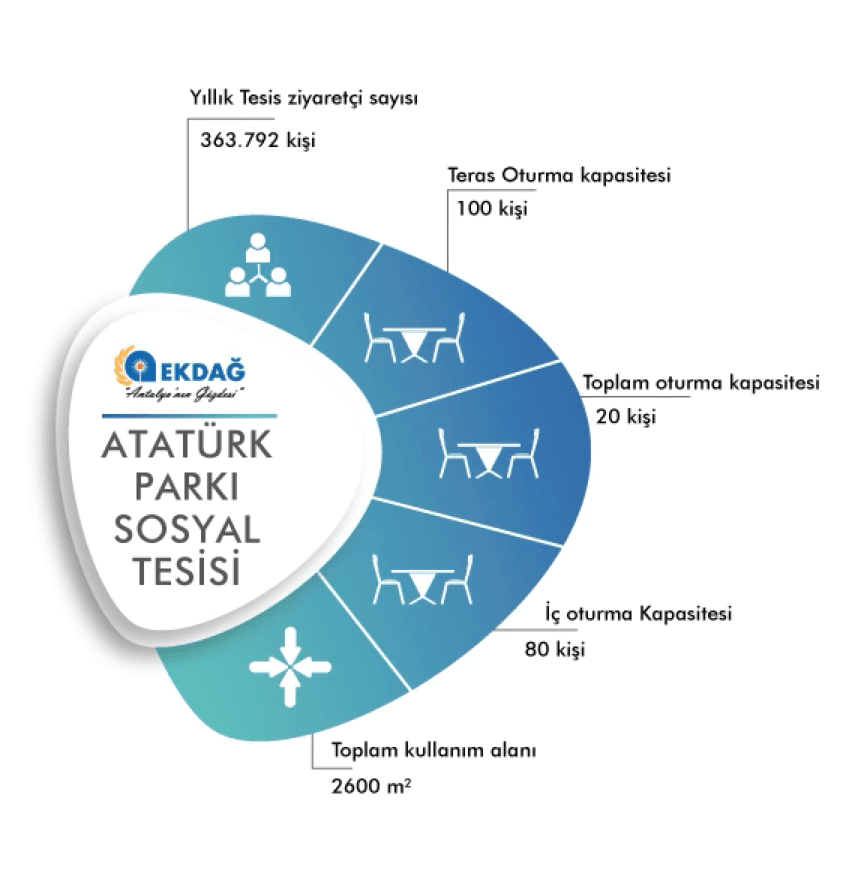 Yıllık Tesis ziyaretçi sayısı
363.792 kişi
Teras Oturma kapasitesi
100 kişi
Toplam oturma kapasitesi
20 kişi
İç oturma Kapasitesi
80 kişi
Toplam kullanım alanı
2600 m²
EKDAĞ
"Antalya'nın Gözdesi"
ATATÜRK
PARKI
SOSYAL
TESİSİ